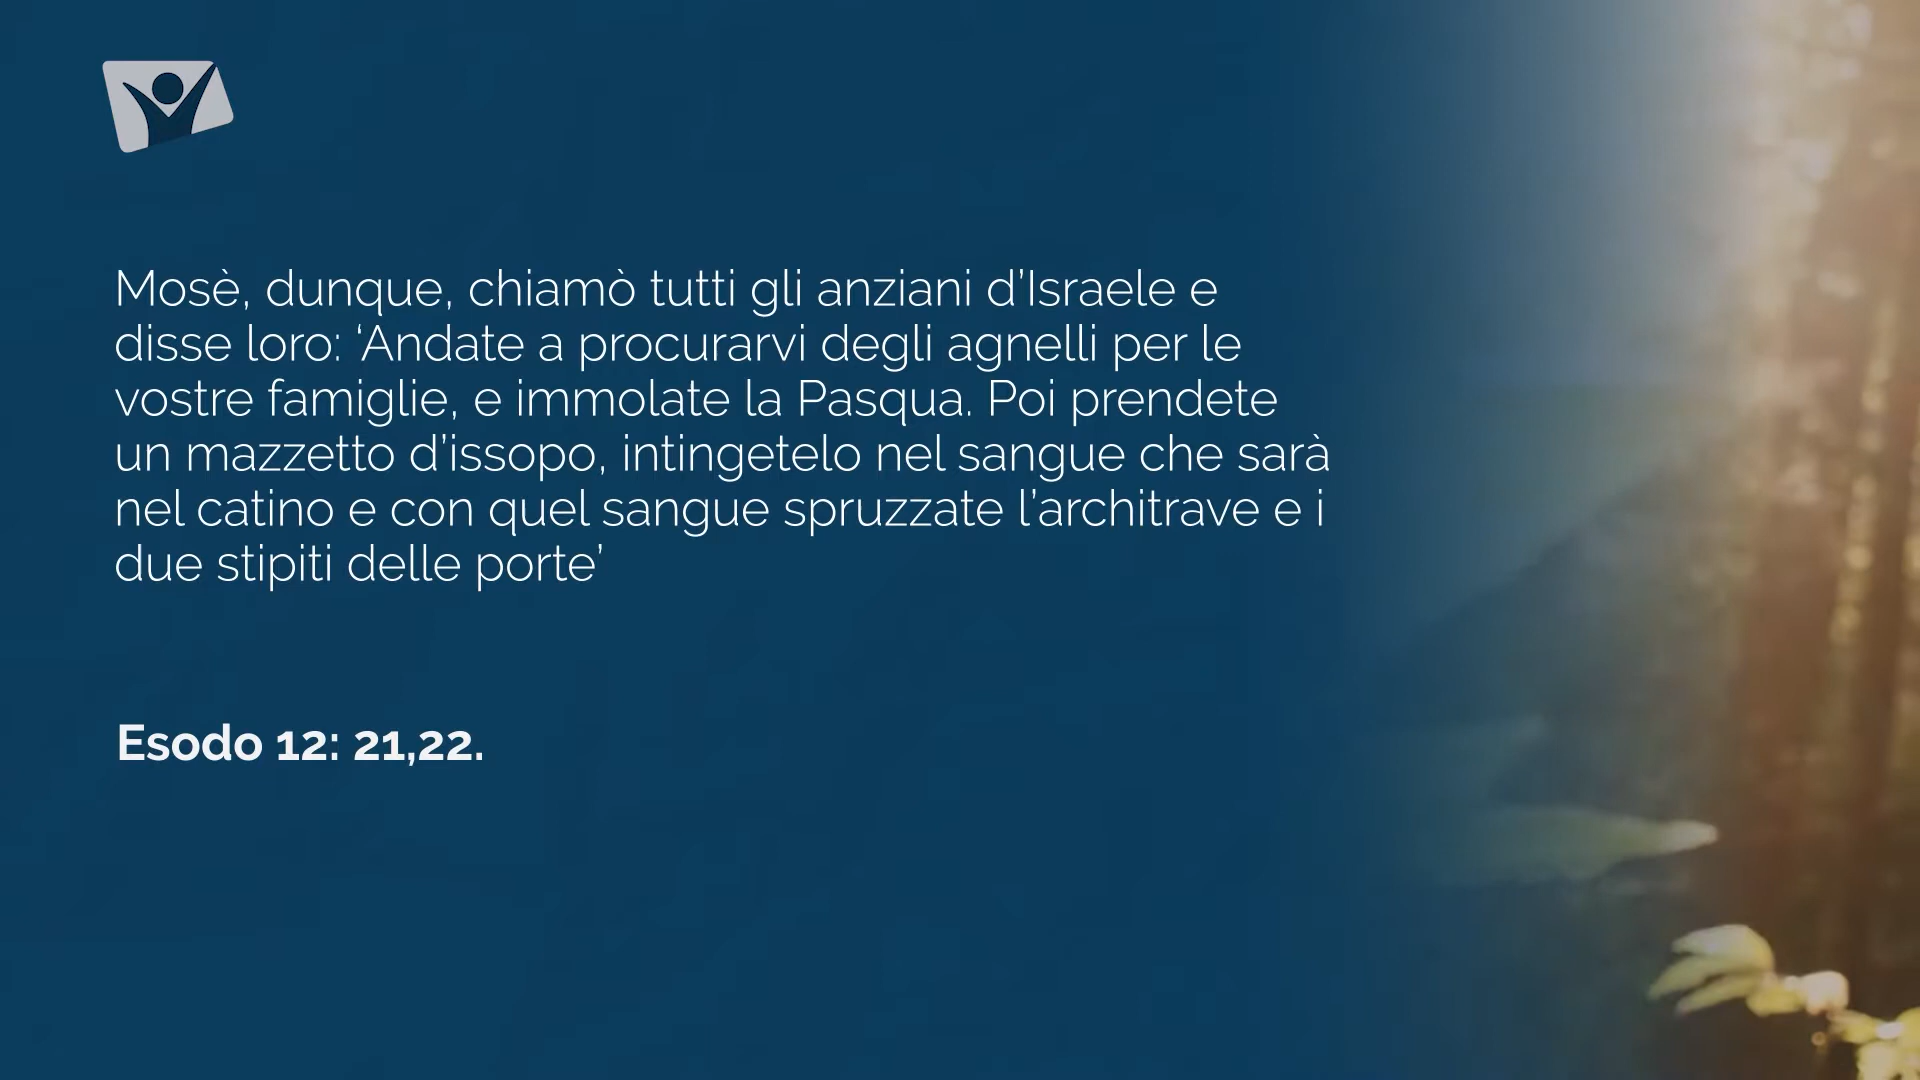 Mosè, dunque, chiamò tutti gli anziani d’Israele e
disse loro: ‘Andate a procurarvi degli agnelli per le
vostre famiglie, e immolate la Pasqua. Poi prendete
un mazzetto d’issopo, intingetelo nel sangue che sarà
nel catino e con quel sangue spruzzate l’architrave e i
due stipiti delle porte’
Esodo 12: 21,22.